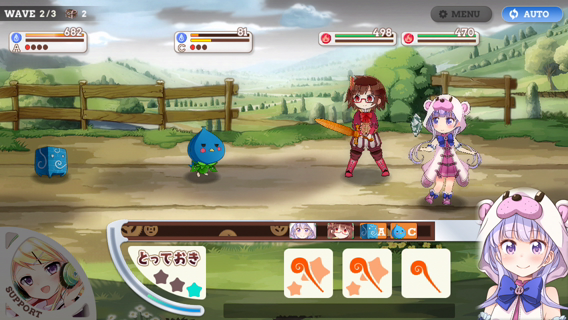 WAVE 2/3 2
MENU
AUTO
682
A
81
C
498
470
A
C
とっておき
SUPPORT